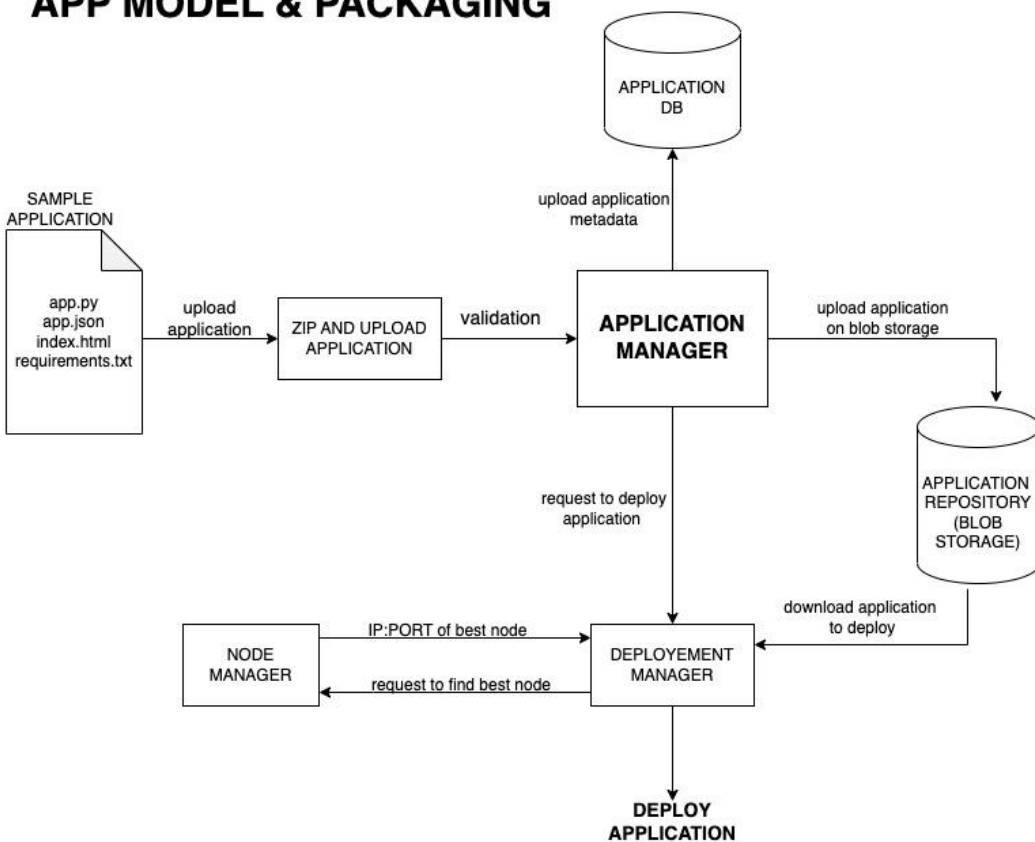 APP MODEL & PACKAGING
APPLICATION
DB
upload application
metadata
SAMPLE
APPLICATION
app.py
app.json
index.html
requirements.txt
upload
application
ZIP AND UPLOAD
APPLICATION
validation
APPLICATION
MANAGER
upload application
on blob storage
APPLICATION
REPOSITORY
(BLOB
STORAGE)
request to deploy
application
download application
to deploy
NODE
MANAGER
IP:PORT of best node
request to find best node
DEPLOYEMENT
MANAGER
DEPLOY
APPLICATION